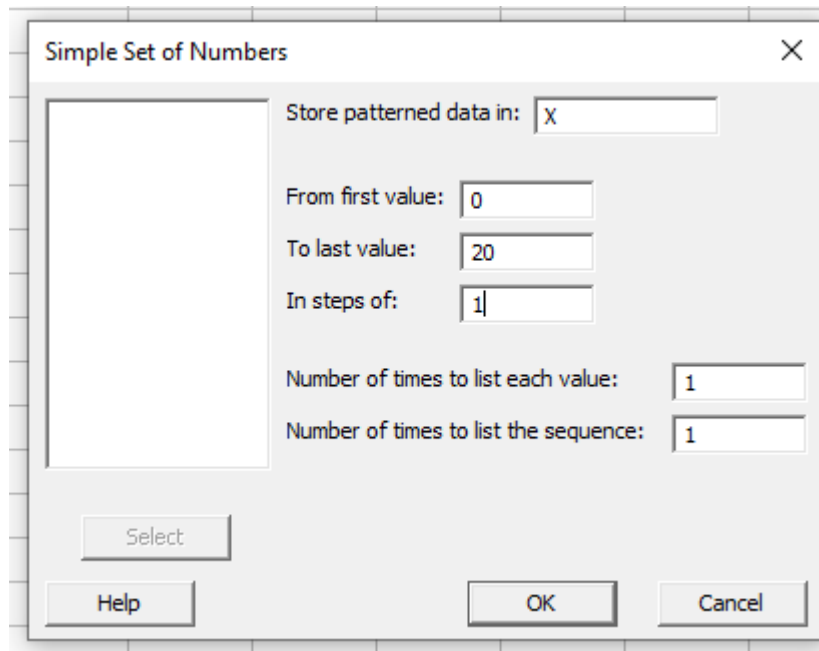 Simple Set of Numbers
Store patterned data in: X
From first value: 0
To last value: 20
In steps of: 1
Number of times to list each value: 1
Number of times to list the sequence: 1
Select
Help OK Cancel